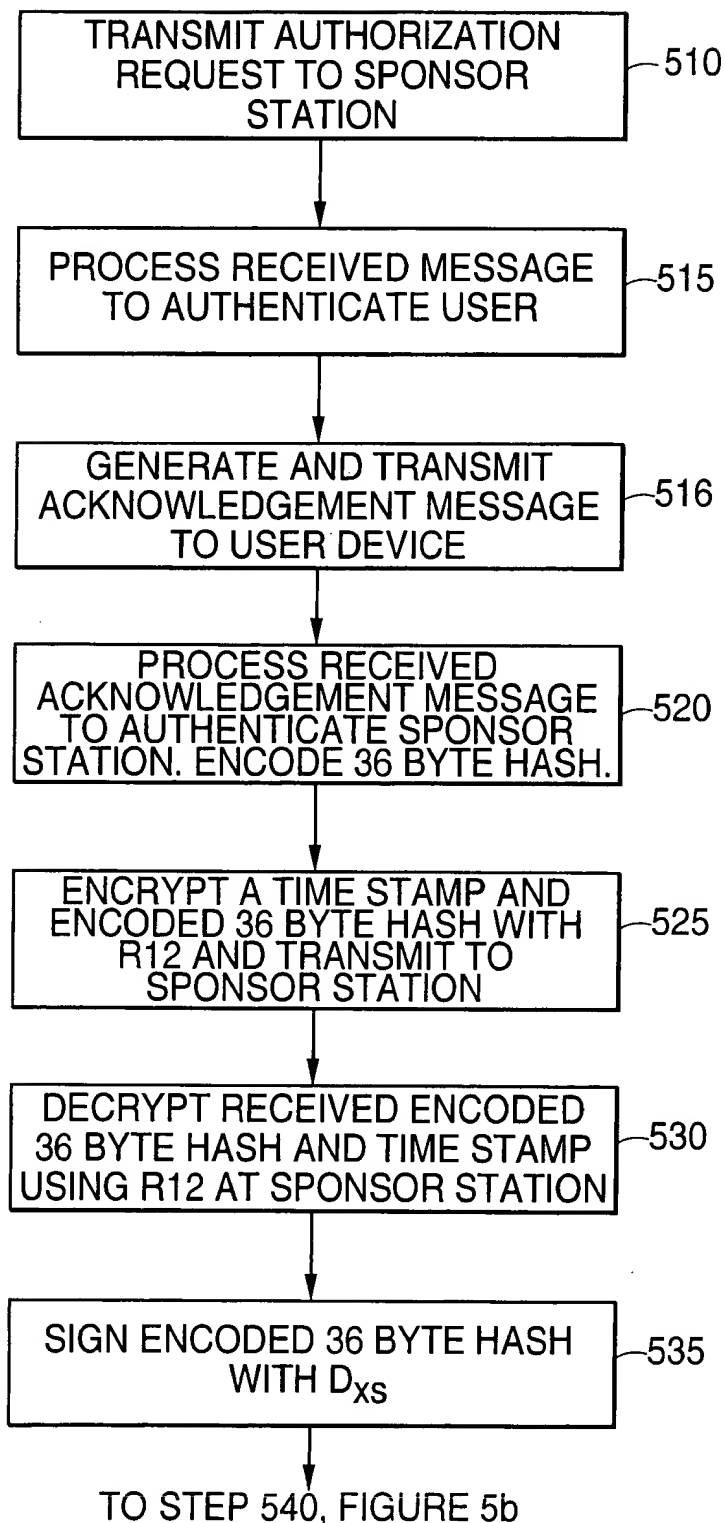 TRANSMIT AUTHORIZATION
REQUEST TO SPONSOR
STATION
510
PROCESS RECEIVED MESSAGE
TO AUTHENTICATE USER
515
GENERATE AND TRANSMIT
ACKNOWLEDGEMENT MESSAGE
TO USER DEVICE
516
PROCESS RECEIVED
ACKNOWLEDGEMENT MESSAGE
TO AUTHENTICATE SPONSOR
STATION. ENCODE 36 BYTE HASH.
520
ENCRYPT A TIME STAMP AND
ENCODED 36 BYTE HASH WITH
R12 AND TRANSMIT TO
SPONSOR STATION
525
DECRYPT RECEIVED ENCODED
36 BYTE HASH AND TIME STAMP
USING R12 AT SPONSOR STATION
530
SIGN ENCODED 36 BYTE HASH
WITH DXS
535
TO STEP 540, FIGURE 5b